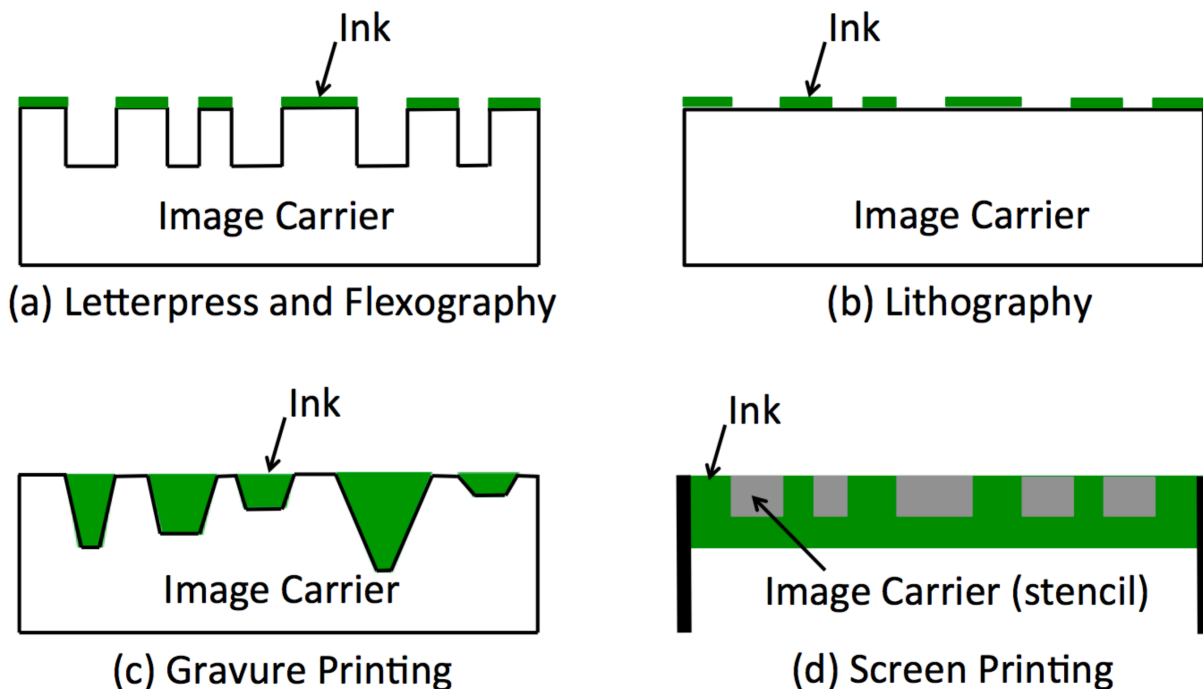 Ink
Image Carrier
(a) Letterpress and Flexography
Ink
Image Carrier
(b) Lithography
Ink
Image Carrier
(c) Gravure Printing
Ink
Image Carrier (stencil)
(d) Screen Printing